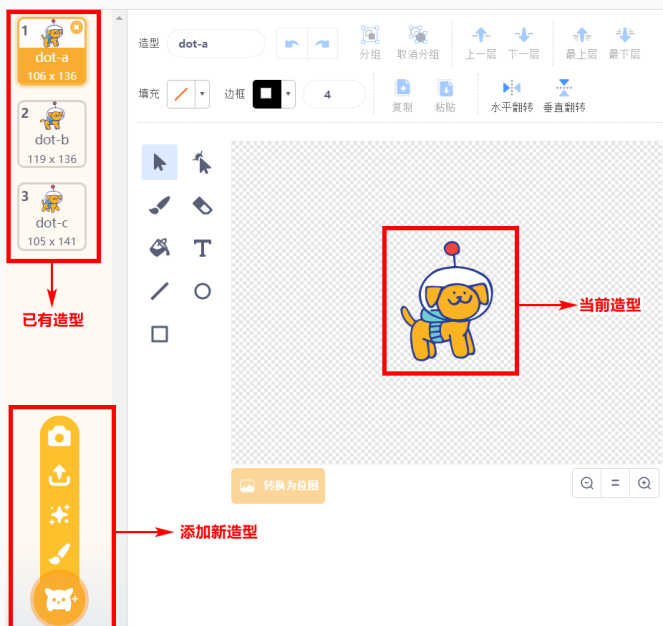 1
dot-a
106 x 136
2
dot-b
119 x 136
3
dot-c
105 x 141
已有造型
添加新造型
造型 dot-a 分组 取消分组 上一层 下一层 最上层 最下层
填充 边框 4 复制 粘贴 水平翻转 垂直翻转
当前造型
转换为位图